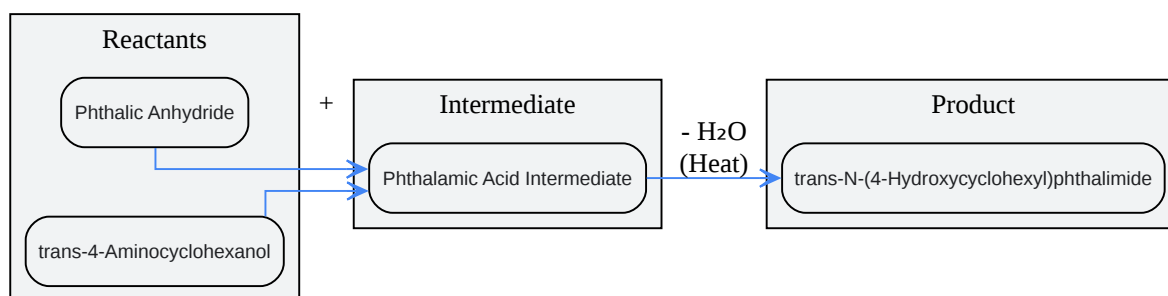 Reactants
Phthalic Anhydride
trans-4-Aminocyclohexanol
+
Intermediate
Phthalamic Acid Intermediate
- H₂O
(Heat)
Product
trans-N-(4-Hydroxycyclohexyl)phthalimide